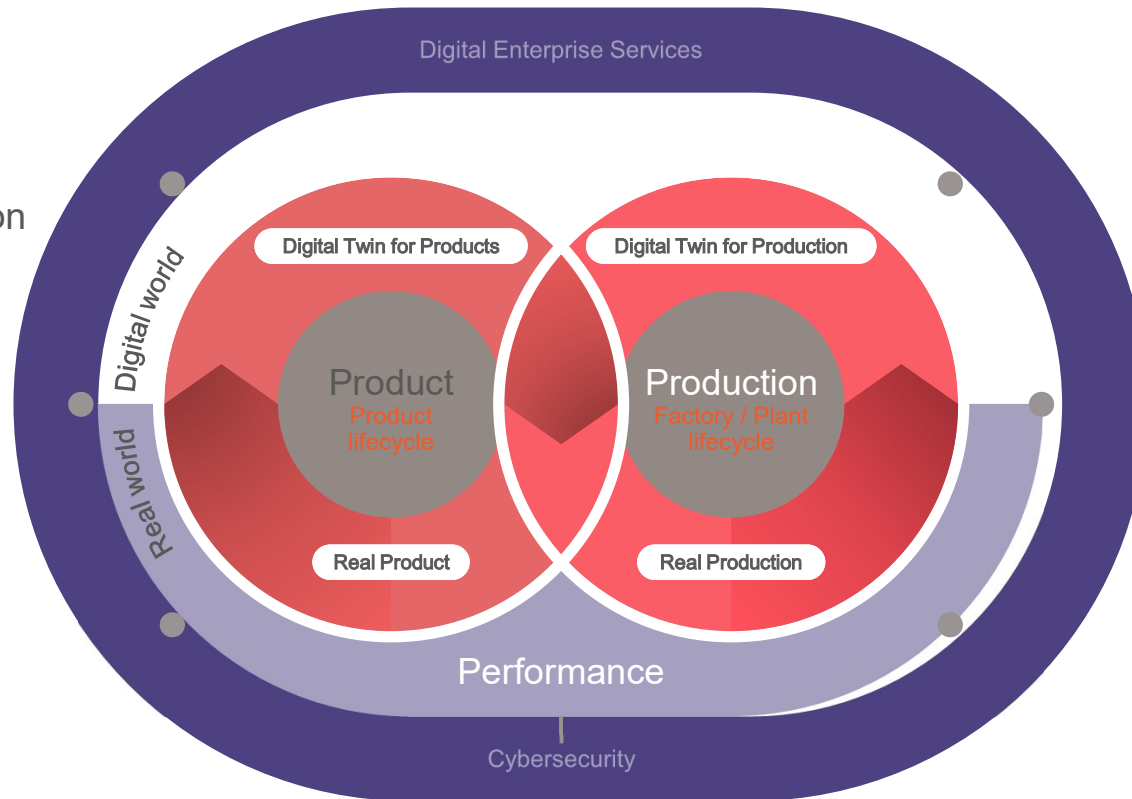 Digital Enterprise Services
on
Digital Twin for Products
Digital Twin for Production
Digital world
Product
Product
lifecycle
Production
Factory / Plant
lifecycle
Real world
Real Product
Real Production
Performance
Cybersecurity